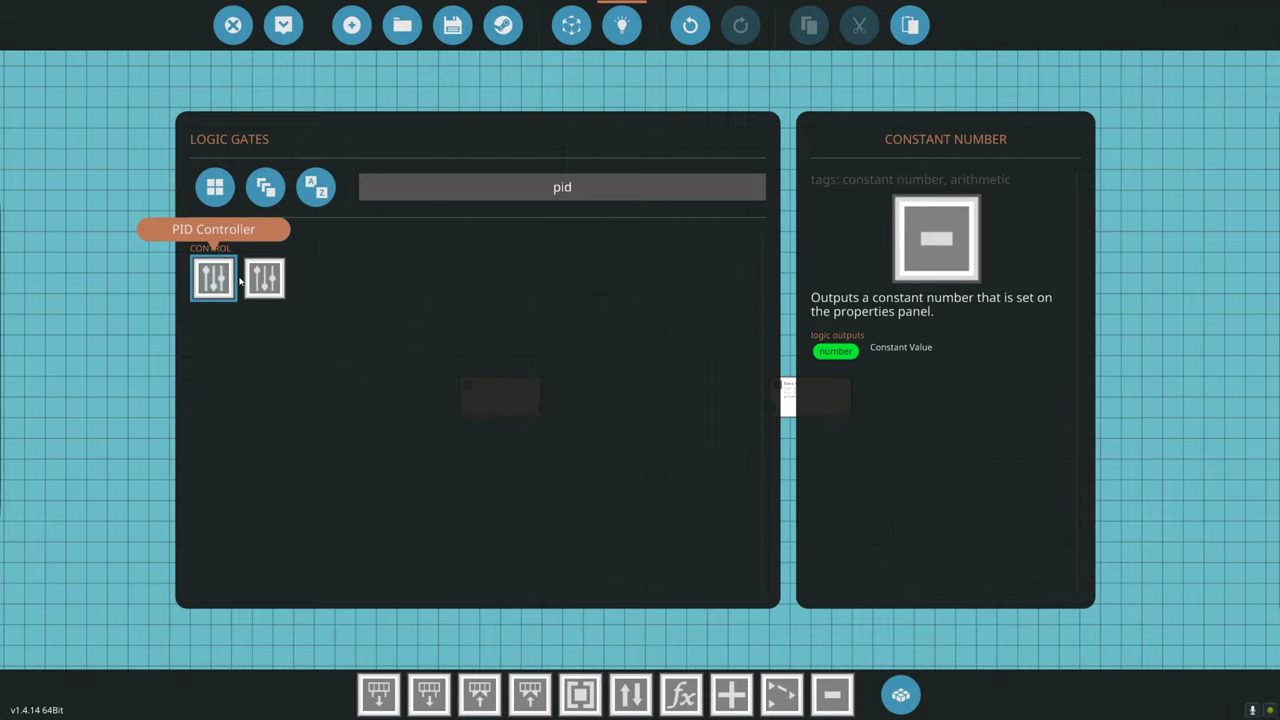 LOGIC GATES
pid
PID Controller
CONTROL
CONSTANT NUMBER
tags: constant number, arithmetic
Outputs a constant number that is set on
the properties panel.
logic outputs
number Constant Value
v1.4.14 64Bit